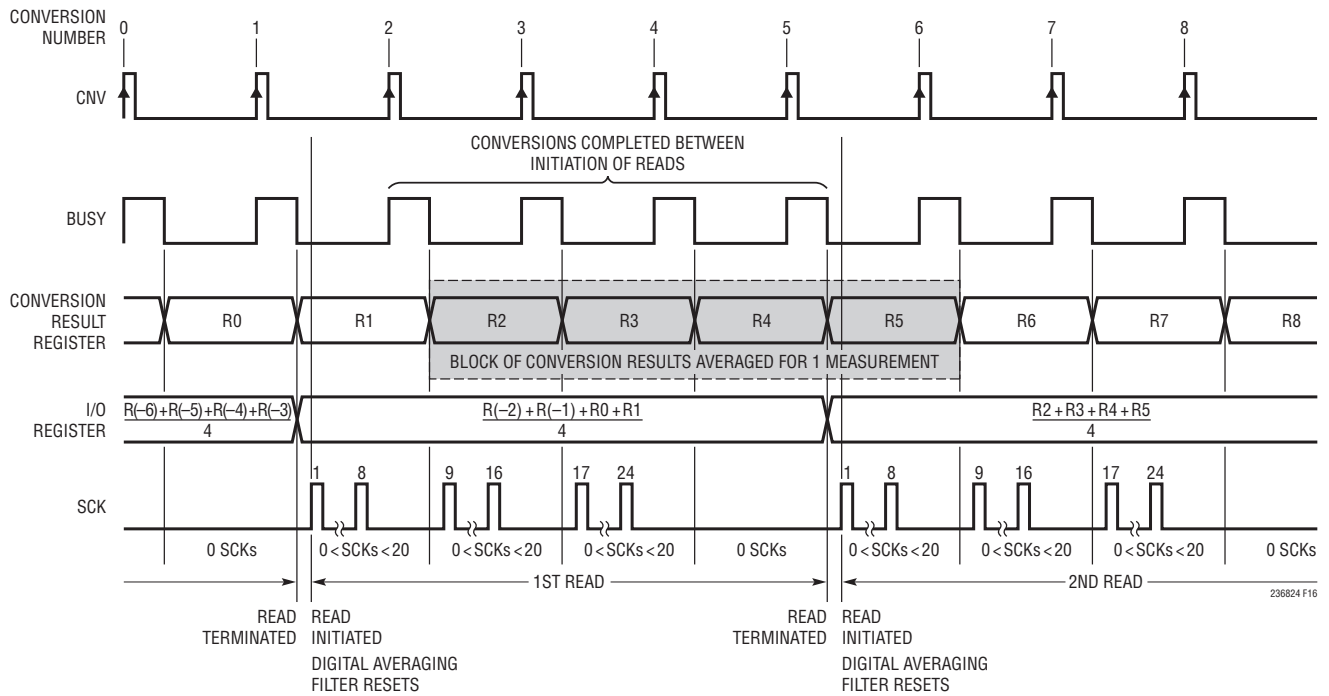 CONVERSION
NUMBER
0 1 2 3 4 5 6 7 8
CNV
CONVERSIONS COMPLETED BETWEEN
INITIATION OF READS
BUSY
CONVERSION
RESULT
REGISTER
R0 R1 R2 R3 R4 R5 R6 R7 R8
BLOCK OF CONVERSION RESULTS AVERAGED FOR 1 MEASUREMENT
I/O
REGISTER
R(–6)+R(–5)+R(–4)+R(–3)
4
R(–2) + R(–1) + R0 + R1
4
R2 + R3 + R4 + R5
4
SCK
1 8 9 16 17 24 1 8 9 16 17 24
0 SCKs 0 < SCKs < 20 0 < SCKs < 20 0 < SCKs < 20 0 SCKs 0 < SCKs < 20 0 < SCKs < 20 0 < SCKs < 20 0 SCKs
1ST READ 2ND READ
236824 F16
READ
TERMINATED
READ
INITIATED
DIGITAL AVERAGING
FILTER RESETS
READ
TERMINATED
READ
INITIATED
DIGITAL AVERAGING
FILTER RESETS